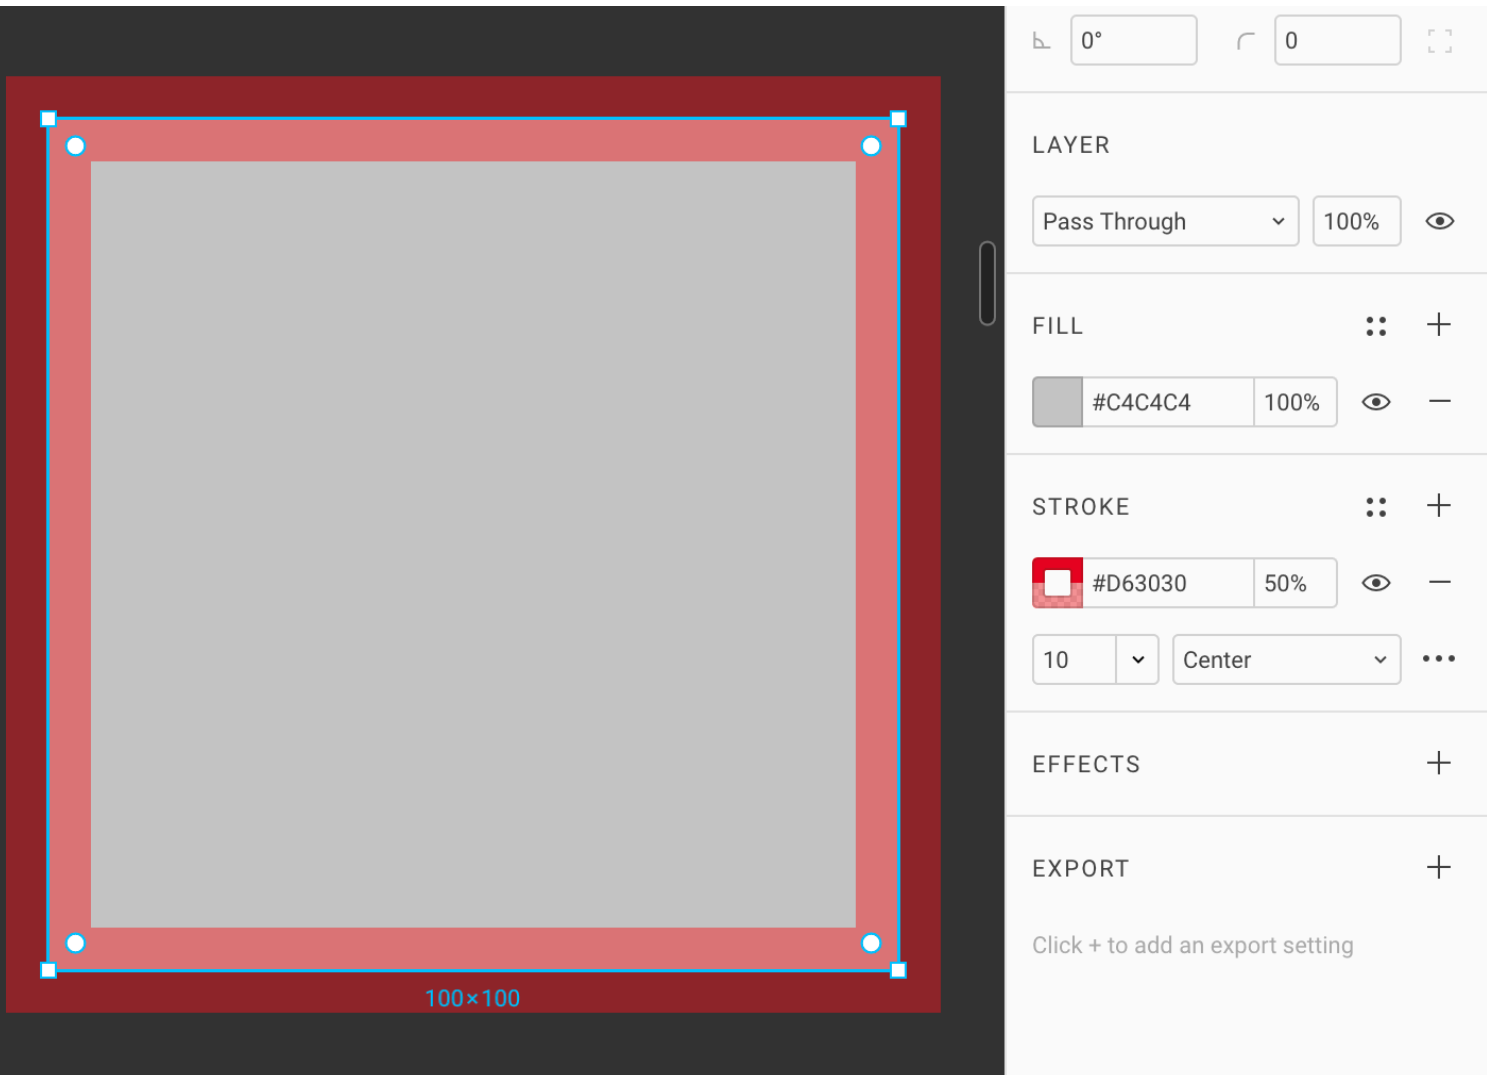 0°
0
LAYER
Pass Through
100%
FILL
#C4C4C4
100%
STROKE
#D63030
50%
10
Center
EFFECTS
EXPORT
Click + to add an export setting
100×100